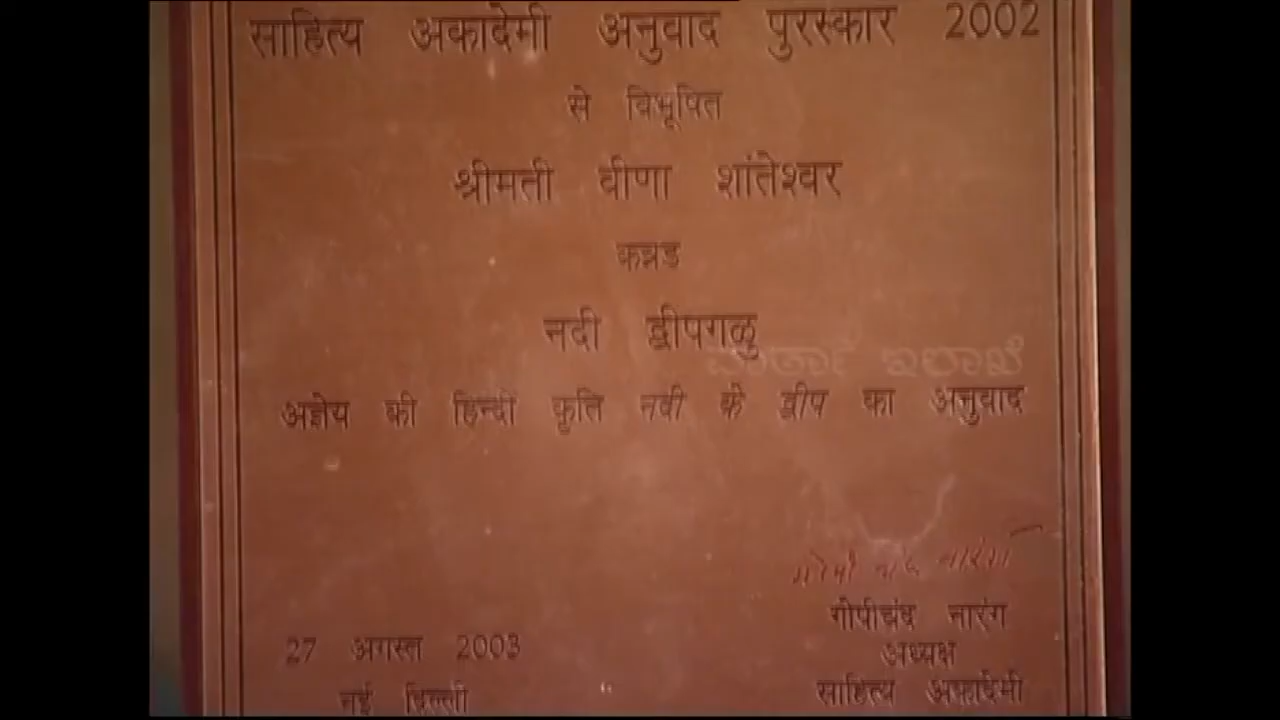 साहित्य अकादेमी अनुवाद पुरस्कार 2002
से विभूषित
श्रीमती वीणा शांतेश्वर
कन्नड
नदी द्वीपगळु
ವಾರ್ತಾ ಇಲಾಖೆ
अज्ञेय की हिन्दी कृति नदी के द्वीप का अनुवाद
गोपी चंद नारंग
गोपीचंद नारंग
27 अगस्त 2003
अध्यक्ष
नई दिल्ली
साहित्य अकादेमी